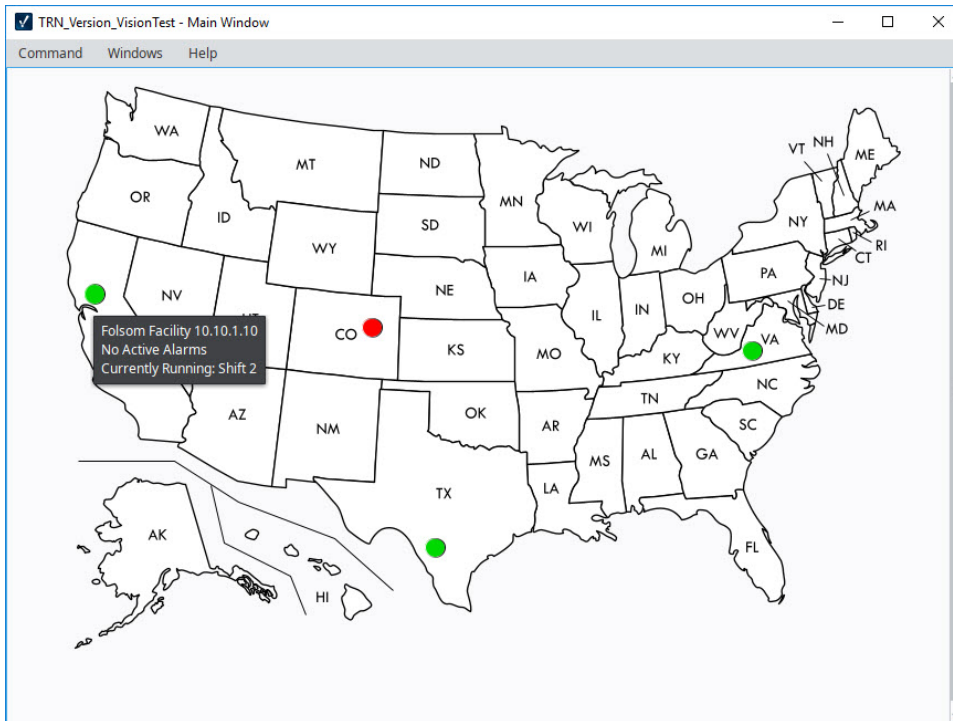 TRN_Version_VisionTest - Main Window
Command Windows Help
WA
MT
ND
MN
VT NH
ME
OR
ID
SD
WI
MI
NY
MA
RI
CT
WY
IA
PA
NJ
NV
NE
IL
IN
OH
DE
MD
CO
KS
MO
WV
VA
KY
Folsom Facility 10.10.1.10
No Active Alarms
Currently Running: Shift 2
AZ
NM
OK
AR
TN
NC
SC
MS
AL
GA
LA
TX
FL
AK
HI